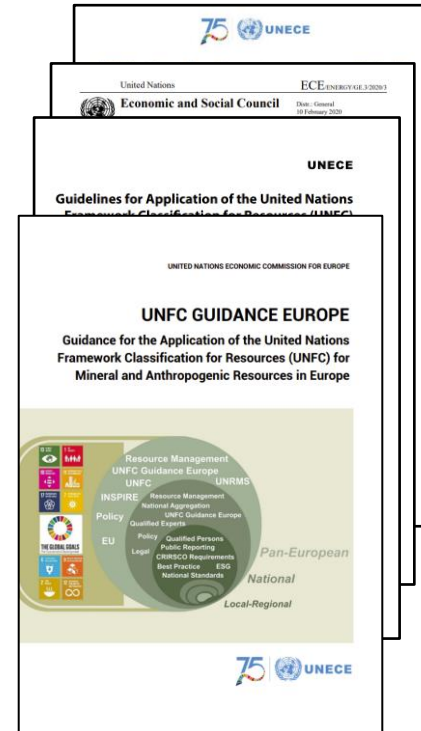 75 UNECE
United Nations ECE/ENERGY/GE.3/2020/3
Economic and Social Council Distr.: General
10 February 2020
UNECE
Guidelines for Application of the United Nations
Framework Classification for Resources (UNFC)
UNITED NATIONS ECONOMIC COMMISSION FOR EUROPE
UNFC GUIDANCE EUROPE
Guidance for the Application of the United Nations
Framework Classification for Resources (UNFC) for
Mineral and Anthropogenic Resources in Europe
Resource Management
UNFC Guidance Europe
UNFC UNRMS
INSPIRE Resource Management
National Aggregation
Policy UNFC Guidance Europe
Qualified Experts
EU Policy Qualified Persons
Legal Public Reporting
CRIRSCO Requirements
Best Practice ESG
National Standards
THE GLOBAL GOALS
Pan-European
National
Local-Regional
75 UNECE